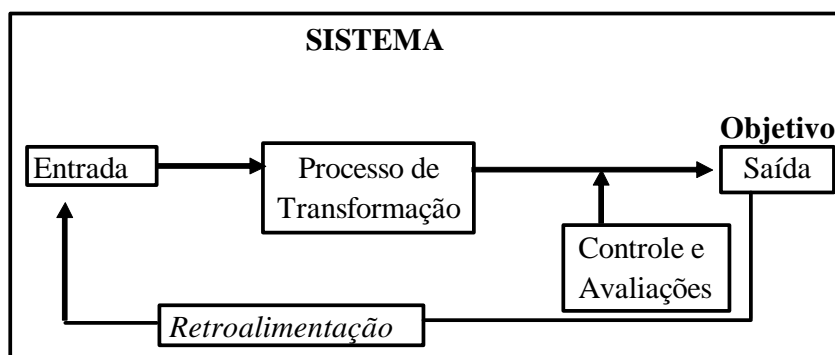 SISTEMA
Objetivo
Entrada
Processo de
Transformação
Saída
Controle e
Avaliações
Retroalimentação